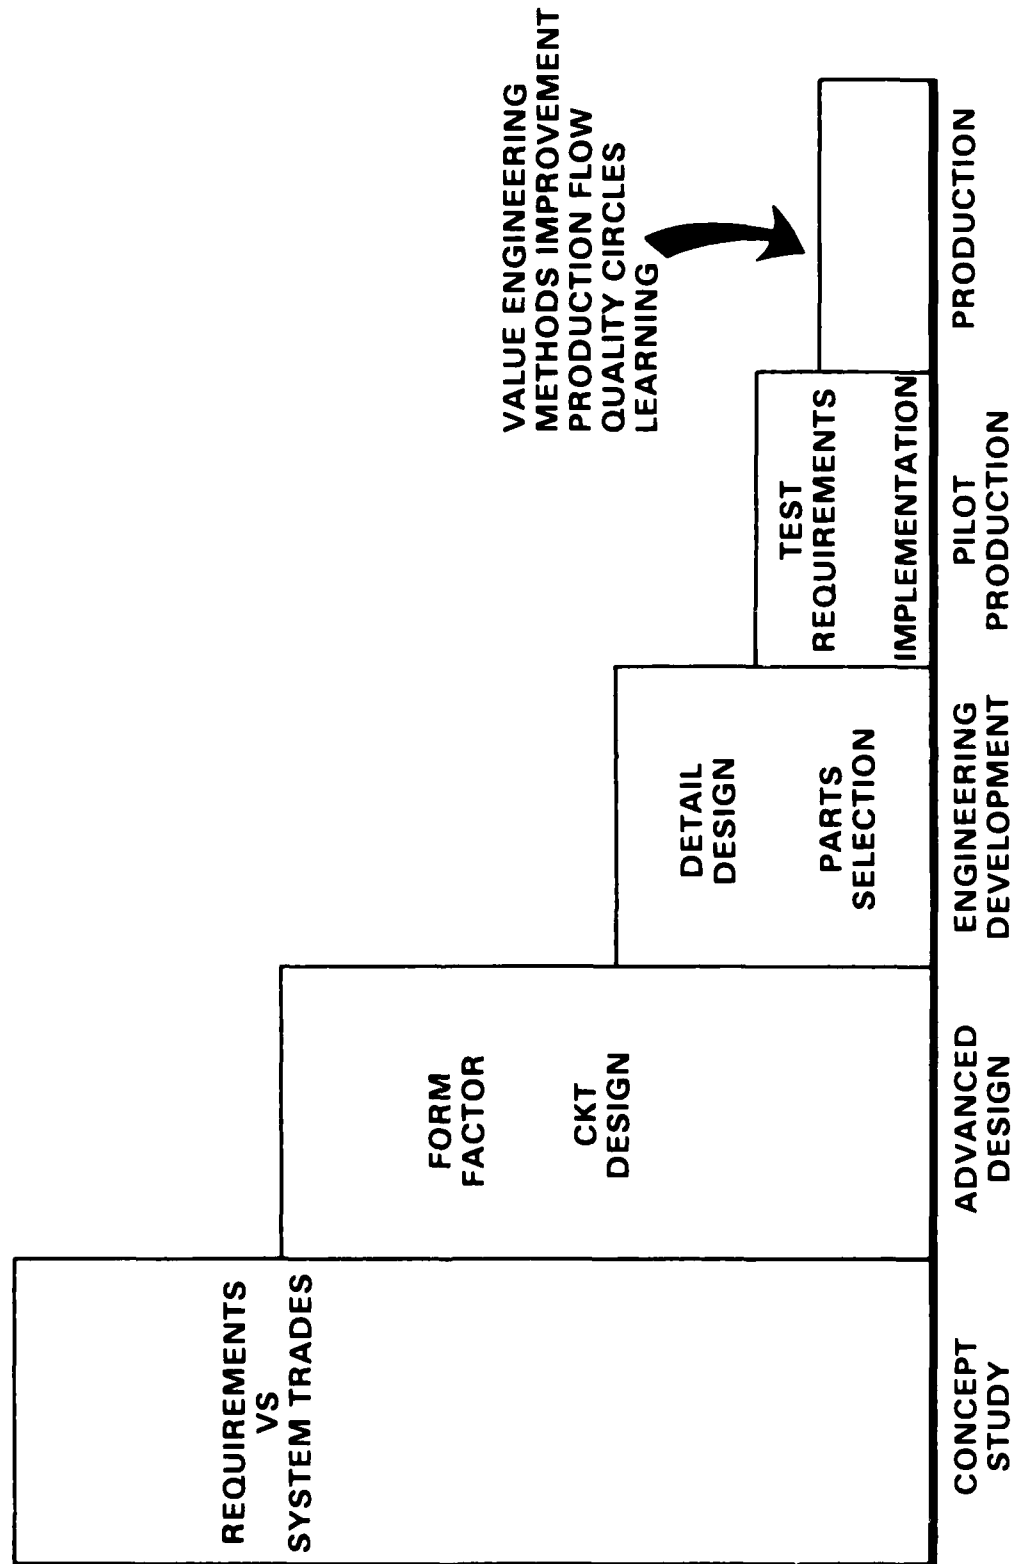 REQUIREMENTS
VS
SYSTEM TRADES
FORM
FACTOR
CKT
DESIGN
DETAIL
DESIGN
PARTS
SELECTION
TEST
REQUIREMENTS
IMPLEMENTATION
VALUE ENGINEERING
METHODS IMPROVEMENT
PRODUCTION FLOW
QUALITY CIRCLES
LEARNING
CONCEPT
STUDY
ADVANCED
DESIGN
ENGINEERING
DEVELOPMENT
PILOT
PRODUCTION
PRODUCTION